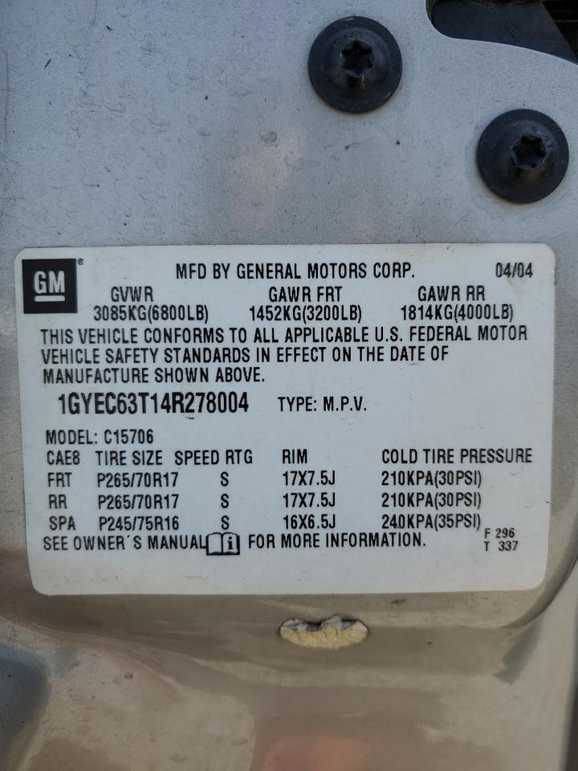 GM ® MFD BY GENERAL MOTORS CORP. 04/04
GVWR GAWR FRT GAWR RR
3085KG(6800LB) 1452KG(3200LB) 1814KG(4000LB)
THIS VEHICLE CONFORMS TO ALL APPLICABLE U.S. FEDERAL MOTOR
VEHICLE SAFETY STANDARDS IN EFFECT ON THE DATE OF
MANUFACTURE SHOWN ABOVE.
1GYEC63T14R278004 TYPE: M.P.V.
MODEL: C15706
CAE8 TIRE SIZE SPEED RTG RIM COLD TIRE PRESSURE
FRT P265/70R17 S 17X7.5J 210KPA(30PSI)
RR P265/70R17 S 17X7.5J 210KPA(30PSI)
SPA P245/75R16 S 16X6.5J 240KPA(35PSI)
SEE OWNER'S MANUAL i FOR MORE INFORMATION. F 296
T 337